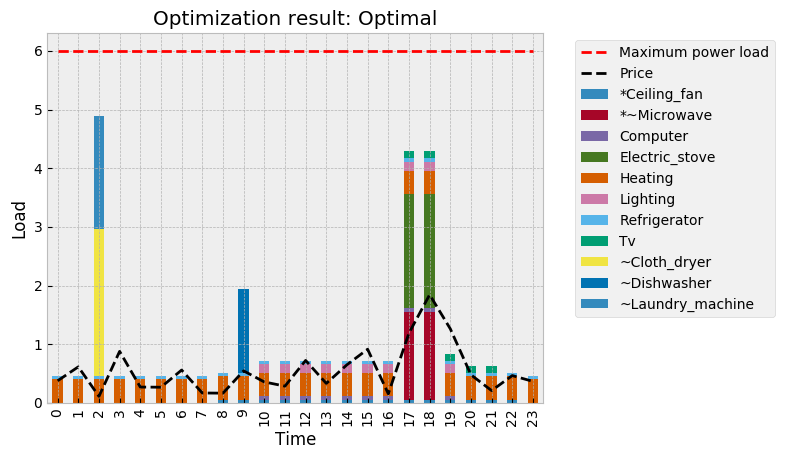 Optimization result: Optimal
Load
6
5
4
3
2
1
0
0 1 2 3 4 5 6 7 8 9 10 11 12 13 14 15 16 17 18 19 20 21 22 23
Time
Maximum power load
Price
*Ceiling_fan
*~Microwave
Computer
Electric_stove
Heating
Lighting
Refrigerator
Tv
~Cloth_dryer
~Dishwasher
~Laundry_machine